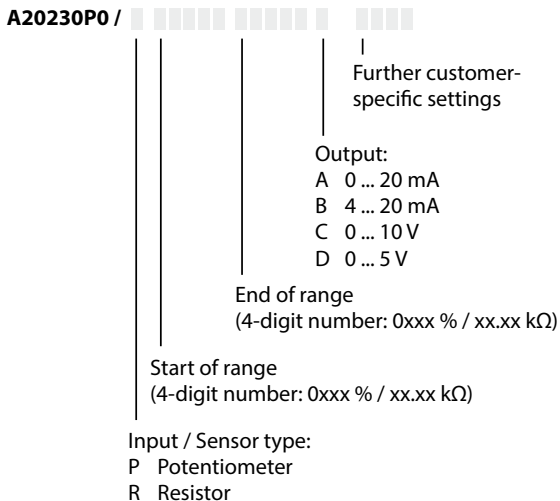 A20230P0 /
Further customer-
specific settings
Output:
A 0 ... 20 mA
B 4 ... 20 mA
C 0 ... 10 V
D 0 ... 5 V
End of range
(4-digit number: 0xxx % / xx.xx kΩ)
Start of range
(4-digit number: 0xxx % / xx.xx kΩ)
Input / Sensor type:
P Potentiometer
R Resistor